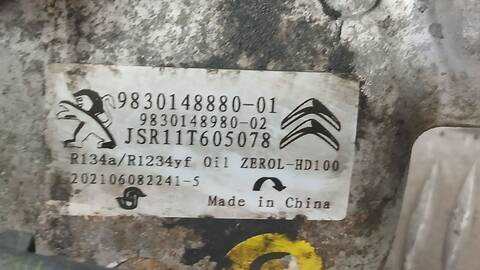 9830148880-01
9830148980-02
JSR11T605078
R134a/R1234yf Oil ZEROL-HD100
202106082241-5
Made in China